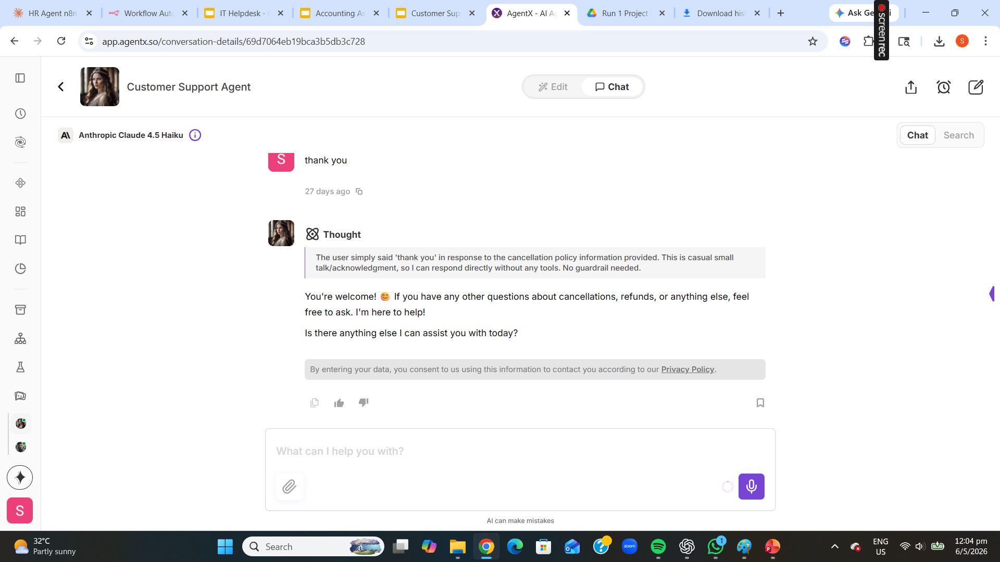 HR Agent n8n
Workflow Auto
IT Helpdesk -
Accounting As
Customer Sup
AgentX - AI Ag
Run 1 Project
Download hist
Ask Ge i
screenrec
app.agentx.so/conversation-details/69d7064eb19bca3b5db3c728
S
Customer Support Agent
Edit
Chat
Anthropic Claude 4.5 Haiku
Chat
Search
S
thank you
27 days ago
Thought
The user simply said 'thank you' in response to the cancellation policy information provided. This is casual small
talk/acknowledgment, so I can respond directly without any tools. No guardrail needed.
You're welcome! 😊 If you have any other questions about cancellations, refunds, or anything else, feel
free to ask. I'm here to help!
Is there anything else I can assist you with today?
By entering your data, you consent to us using this information to contact you according to our Privacy Policy.
What can I help you with?
S
AI can make mistakes
32°C
Partly sunny
Search
zoom
1
ENG
US
12:04 pm
6/5/2026